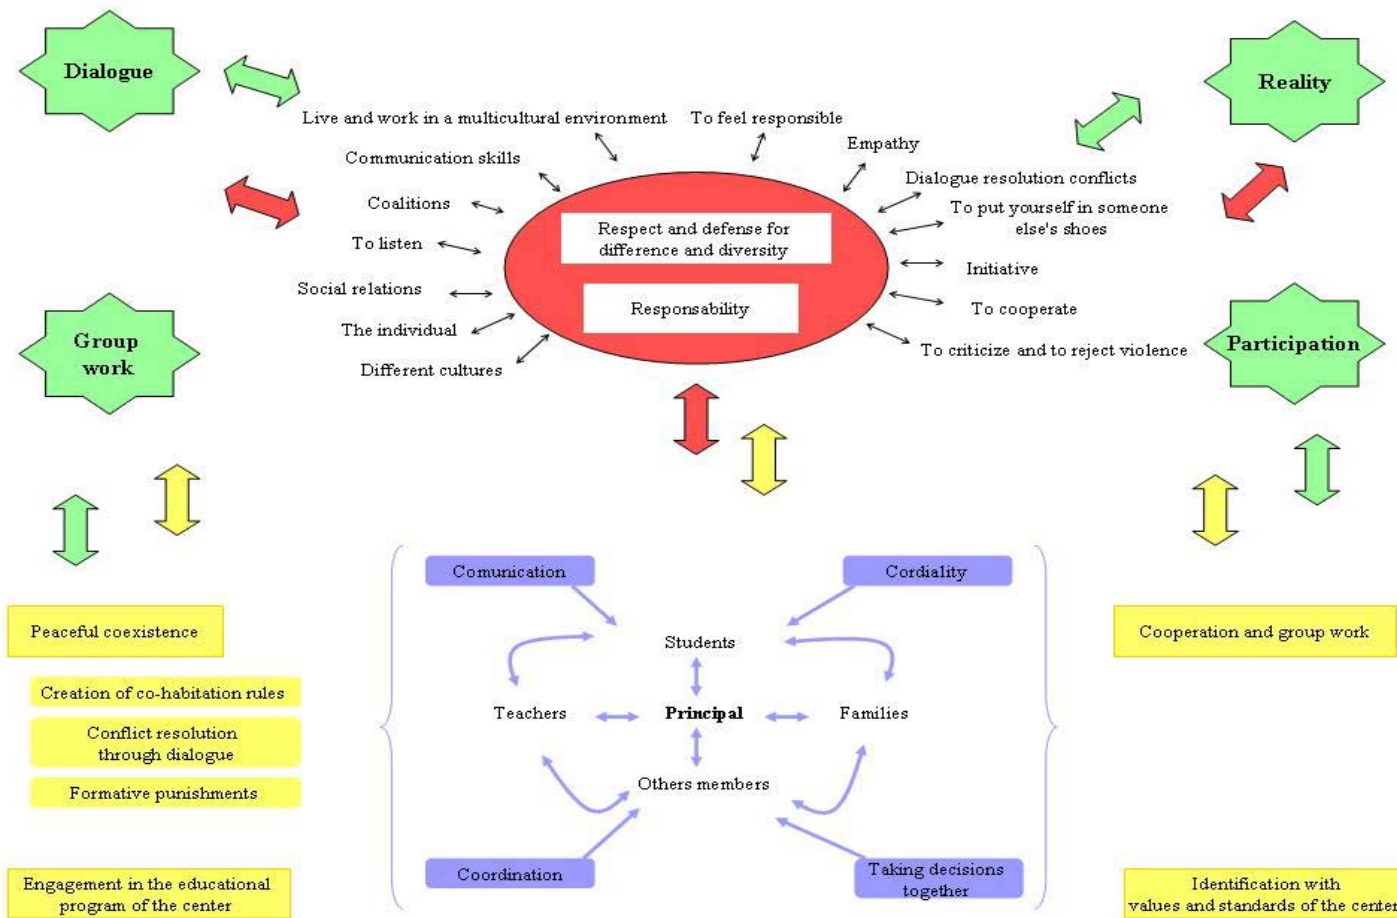 Dialogue
Reality
Live and work in a multicultural environment
To feel responsible
Empathy
Communication skills
Dialogue resolution conflicts
Coalitions
To put yourself in someone
else's shoes
Respect and defense for
difference and diversity
To listen
Initiative
Social relations
Responsability
To cooperate
The individual
To criticize and to reject violence
Different cultures
Group
work
Participation
Comunication
Cordiality
Peaceful coexistence
Students
Cooperation and group work
Creation of co-habitation rules
Teachers
Principal
Families
Conflict resolution
through dialogue
Formative punishments
Others members
Engagement in the educational
program of the center
Coordination
Taking decisions
together
Identification with
values and standards of the center